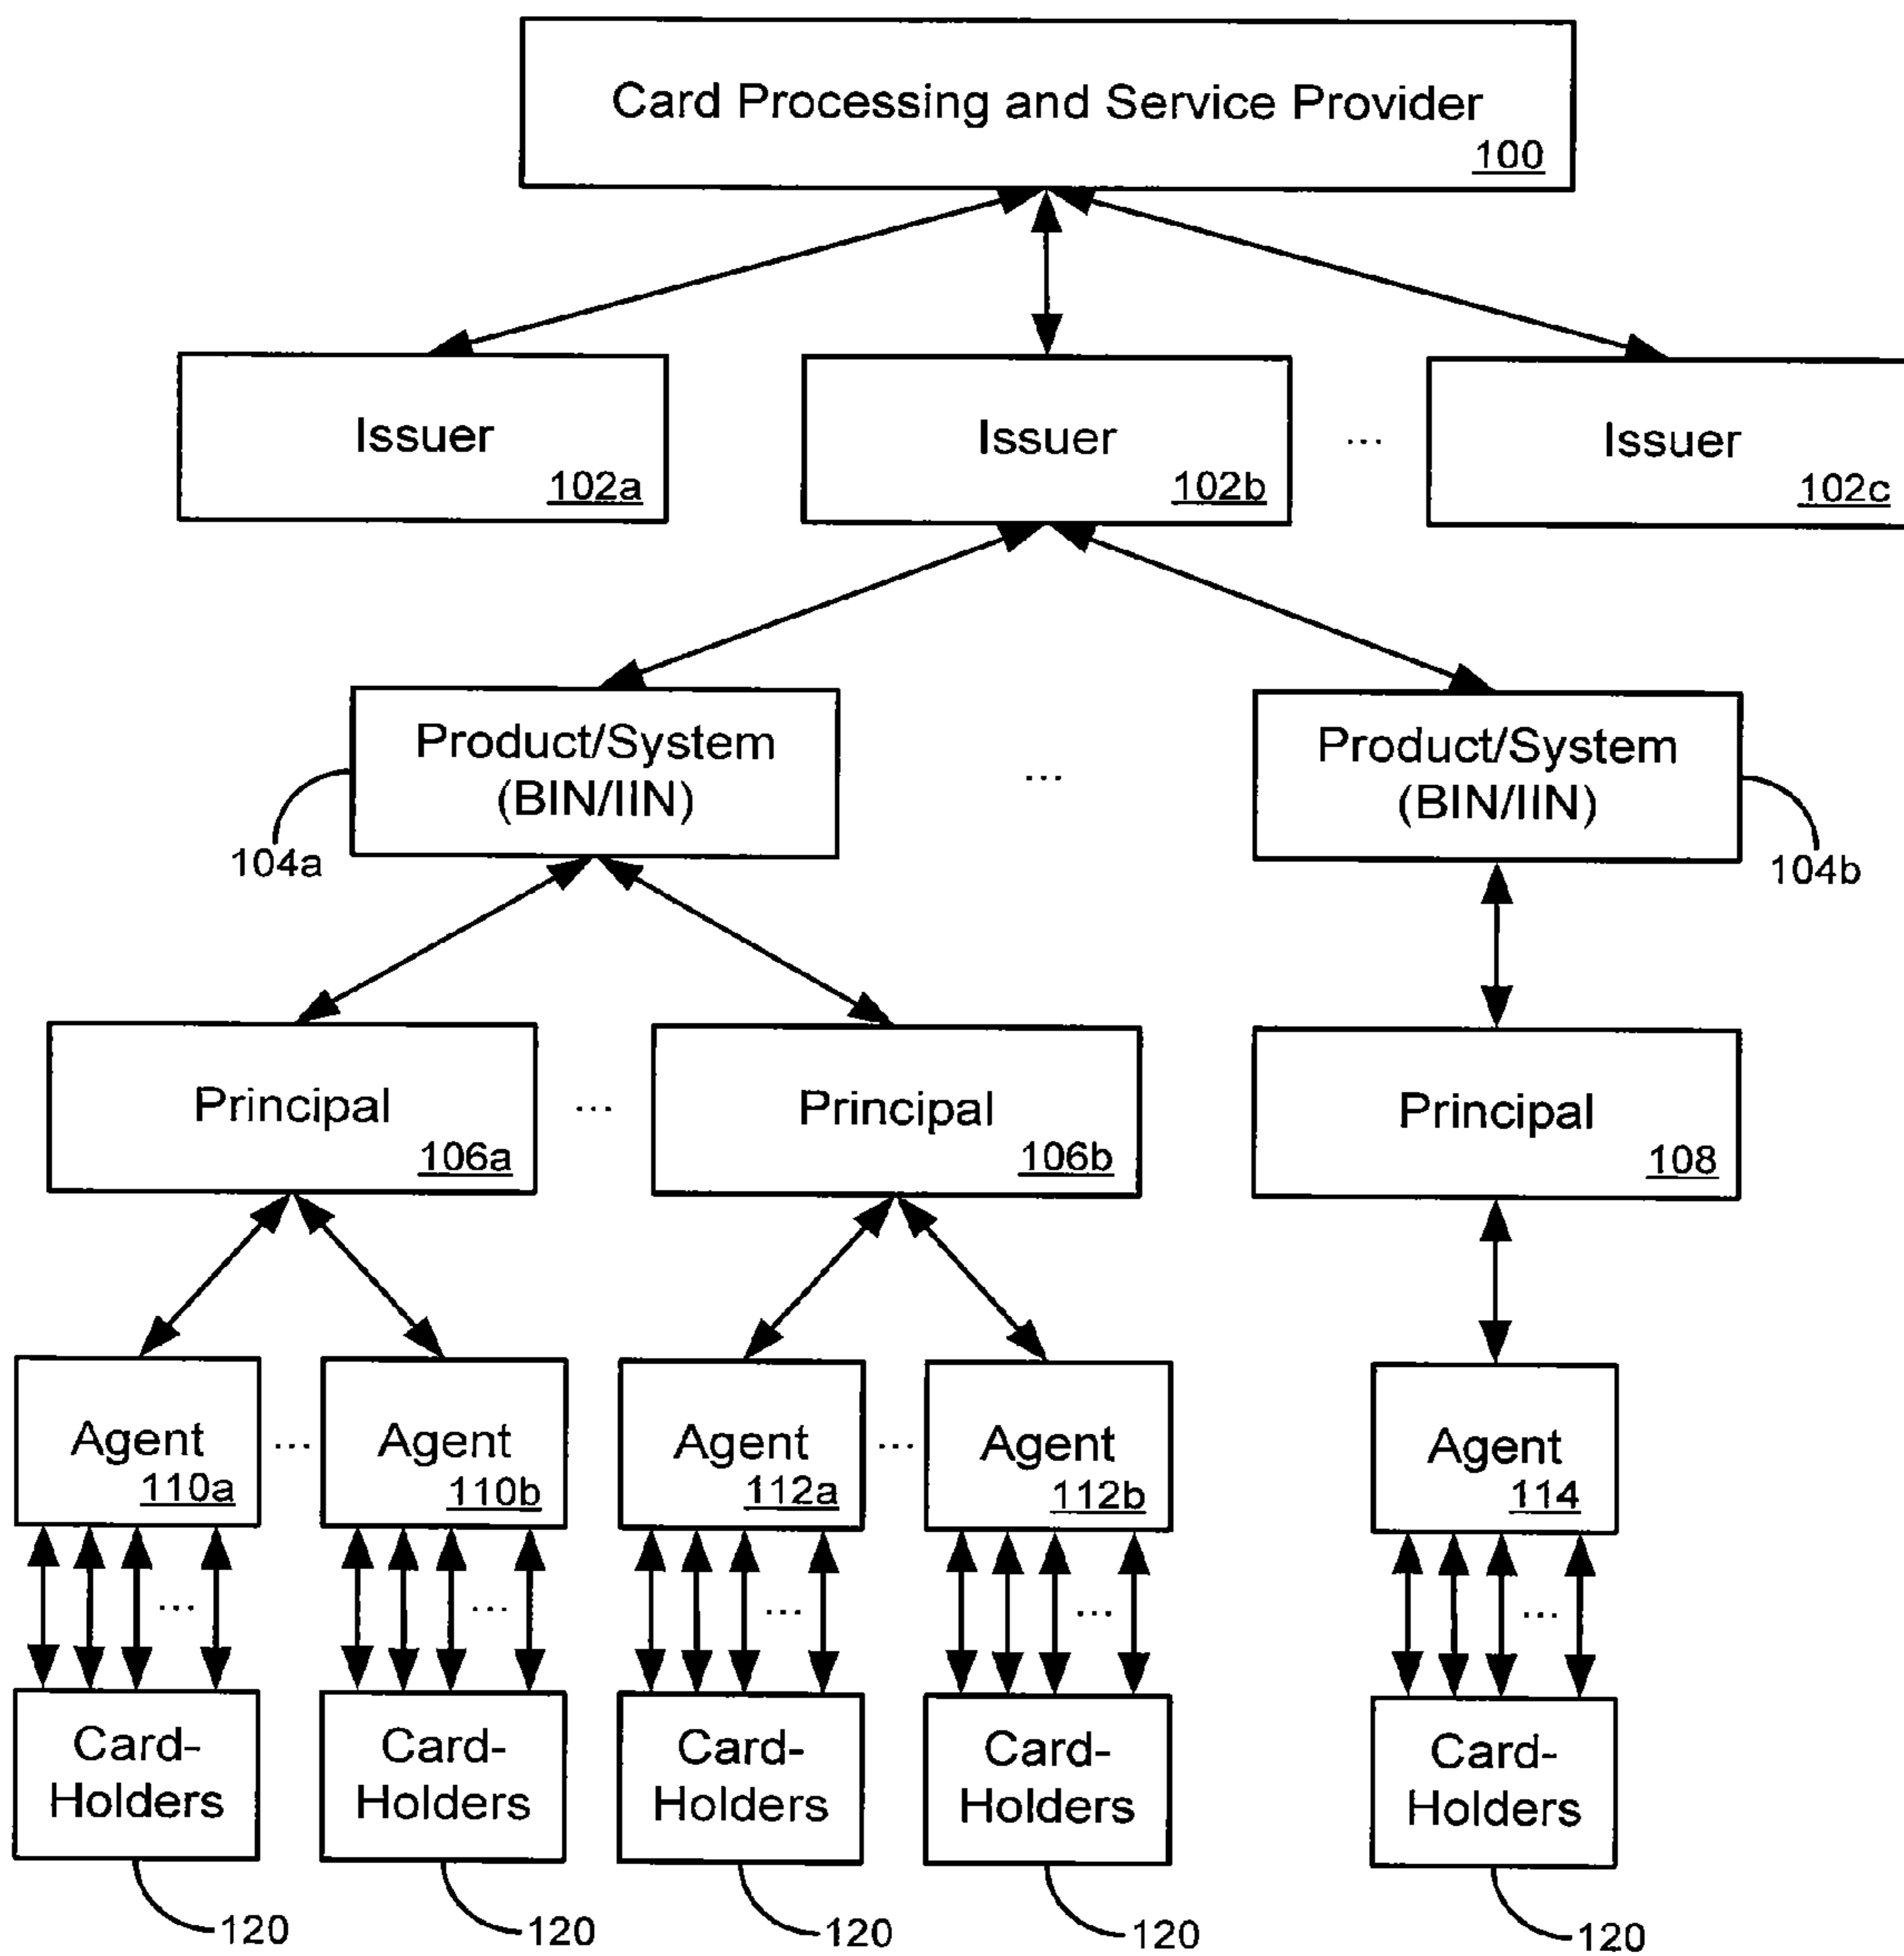 Card Processing and Service Provider
100
Issuer
102a
Issuer
102b
...
Issuer
102c
Product/System
(BIN/IIN)
104a
...
Product/System
(BIN/IIN)
104b
Principal
106a
...
Principal
106b
Principal
108
Agent
110a
...
Agent
110b
Agent
112a
...
Agent
112b
Agent
114
...
...
...
...
...
Card-
Holders
Card-
Holders
Card-
Holders
Card-
Holders
Card-
Holders
120
120
120
120
120